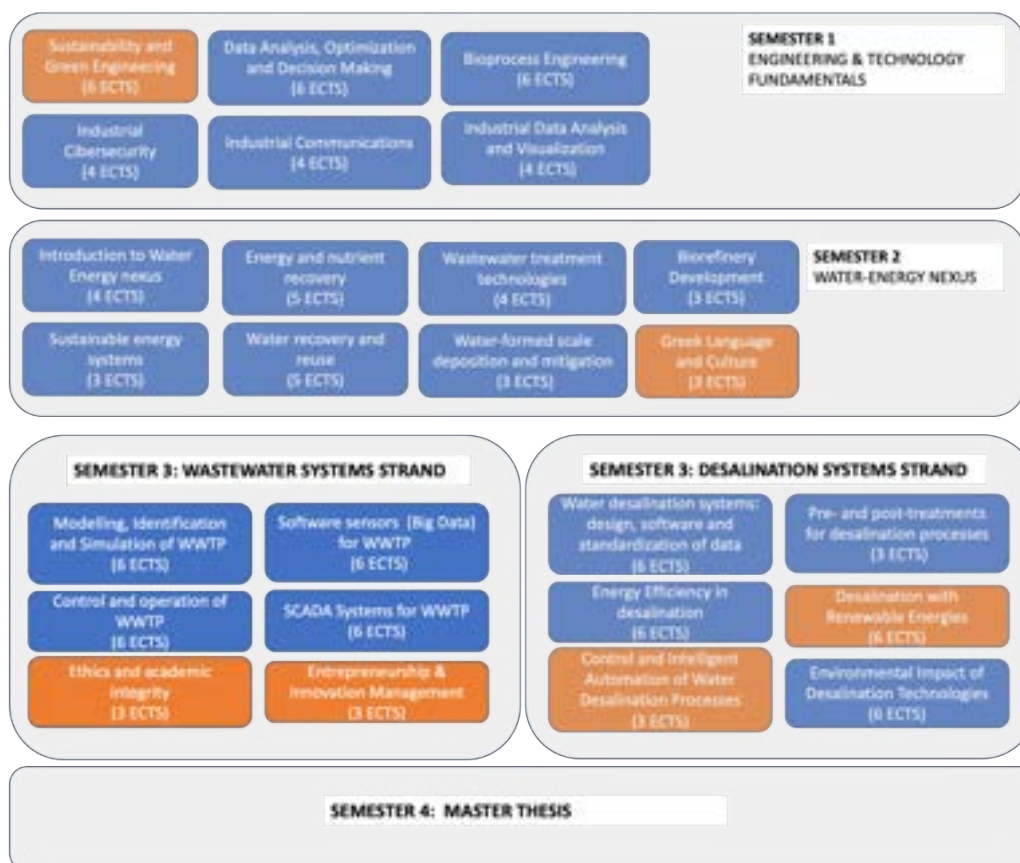 Sustainability and
Green Engineering
(6 ECTS)
Data Analysis, Optimization
and Decision Making
(6 ECTS)
Bioprocess Engineering
(6 ECTS)
SEMESTER 1
ENGINEERING & TECHNOLOGY
FUNDAMENTALS
Industrial
Cibersecurity
(4 ECTS)
Industrial Communications
(4 ECTS)
Industrial Data Analysis
and Visualization
(4 ECTS)
Introduction to Water
Energy nexus
(4 ECTS)
Energy and nutrient
recovery
(5 ECTS)
Wastewater treatment
technologies
(4 ECTS)
Biorefinery
Development
(3 ECTS)
SEMESTER 2
WATER-ENERGY NEXUS
Sustainable energy
systems
(3 ECTS)
Water recovery and
reuse
(5 ECTS)
Water-formed scale
deposition and mitigation
(3 ECTS)
Greek Language
and Culture
(3 ECTS)
SEMESTER 3: WASTEWATER SYSTEMS STRAND
Modelling, Identification
and Simulation of WWTP
(6 ECTS)
Software sensors (Big Data)
for WWTP
(6 ECTS)
Control and operation of
WWTP
(6 ECTS)
SCADA Systems for WWTP
(6 ECTS)
Ethics and academic
integrity
(3 ECTS)
Entrepreneurship &
Innovation Management
(3 ECTS)
SEMESTER 3: DESALINATION SYSTEMS STRAND
Water desalination systems:
design, software and
standardization of data
(6 ECTS)
Pre- and post-treatments
for desalination processes
(3 ECTS)
Energy Efficiency in
desalination
(6 ECTS)
Desalination with
Renewable Energies
(6 ECTS)
Control and Intelligent
Automation of Water
Desalination Processes
(3 ECTS)
Environmental Impact of
Desalination Technologies
(6 ECTS)
SEMESTER 4: MASTER THESIS